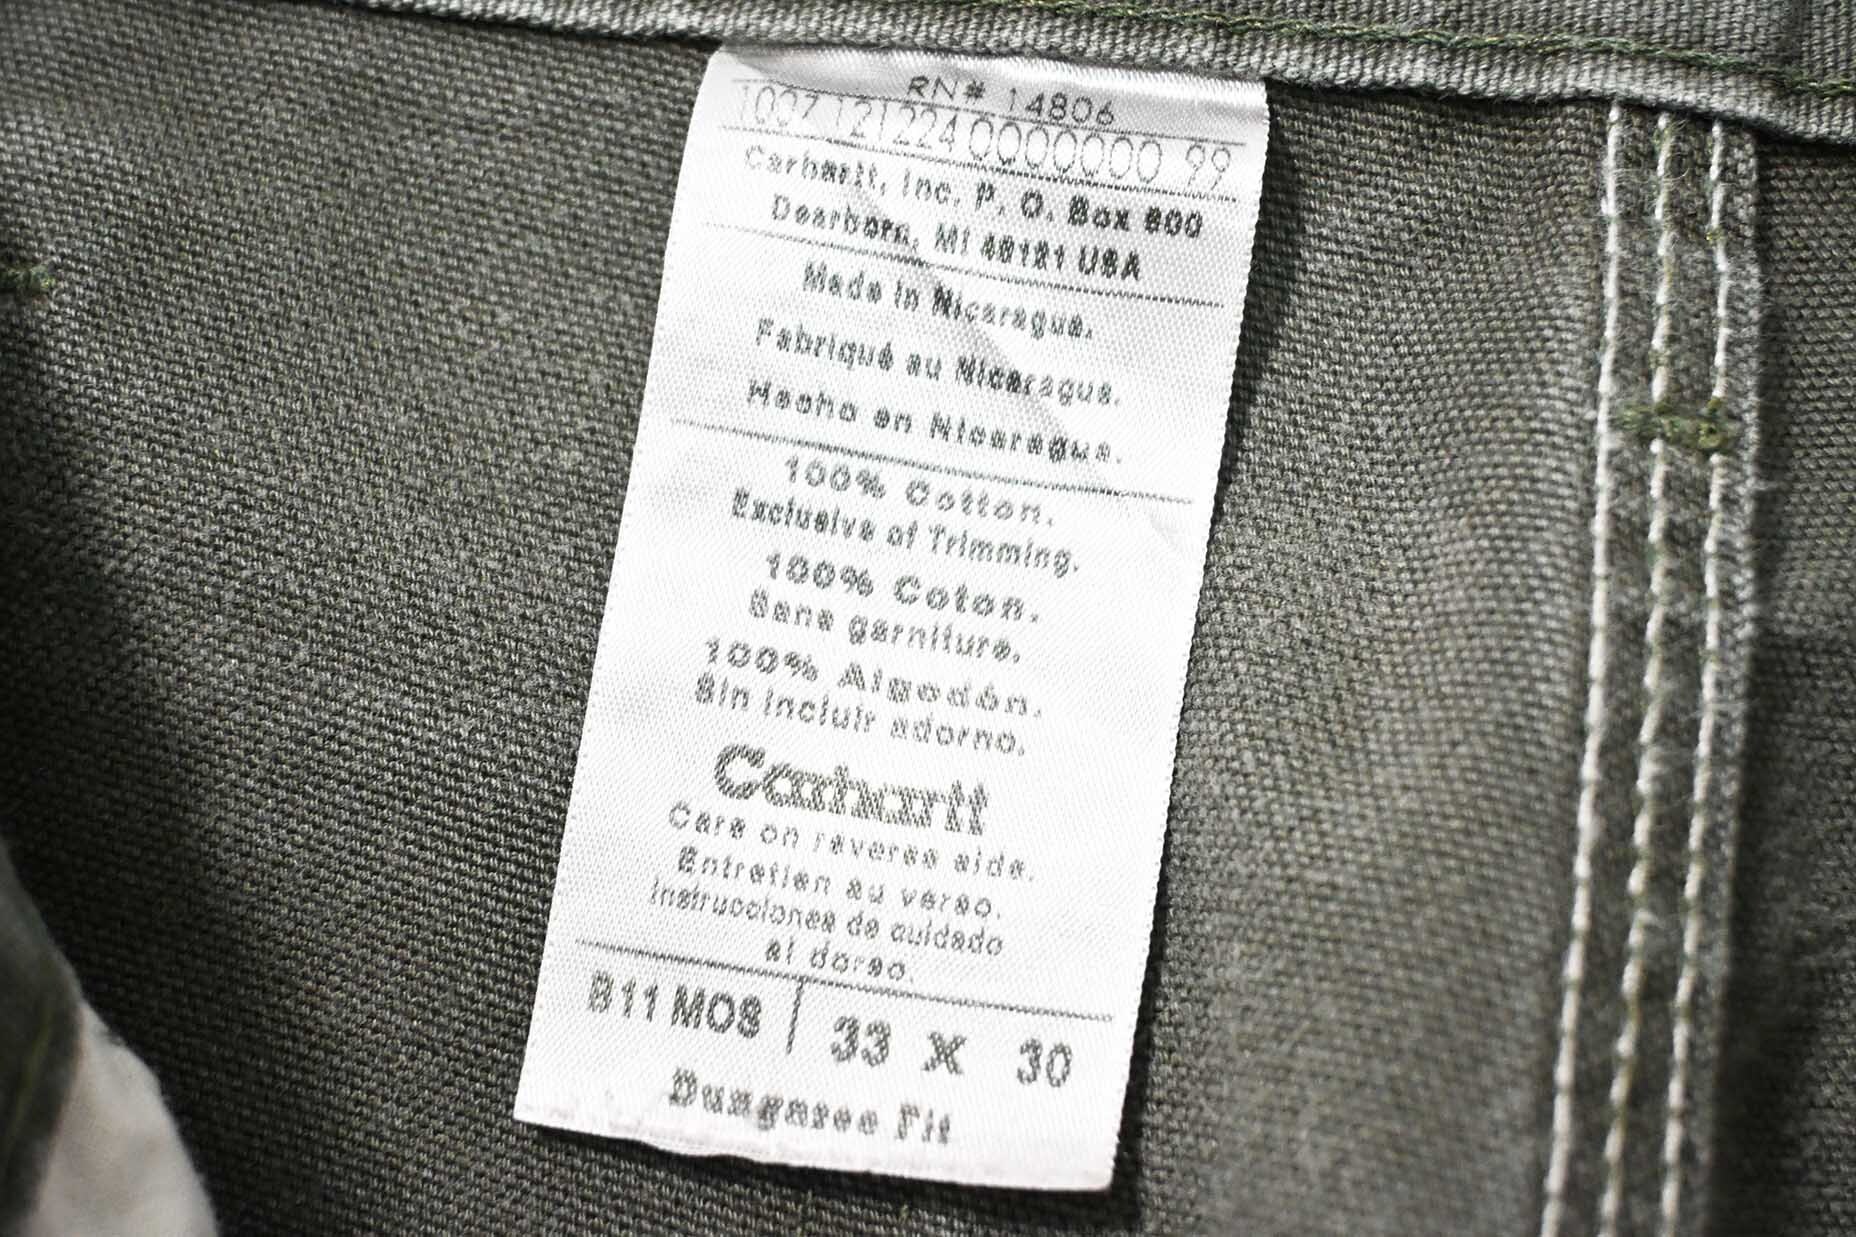 RN# 14806
1007 121224 0000000 99
Carhartt, Inc. P. O. Box 600
Dearborn, MI 48121 USA
Made in Nicaragua.
Fabriqué au Nicaragua.
Hecho en Nicaragua.
100% Cotton.
Exclusive of Trimming.
100% Coton.
Sans garniture.
100% Algodón.
Sin incluir adorno.
Carhartt
Care on reverse side.
Entretien au verso.
Instrucciones de cuidado
al dorso.
B11 MOS | 33 X 30
Dungaree Fit